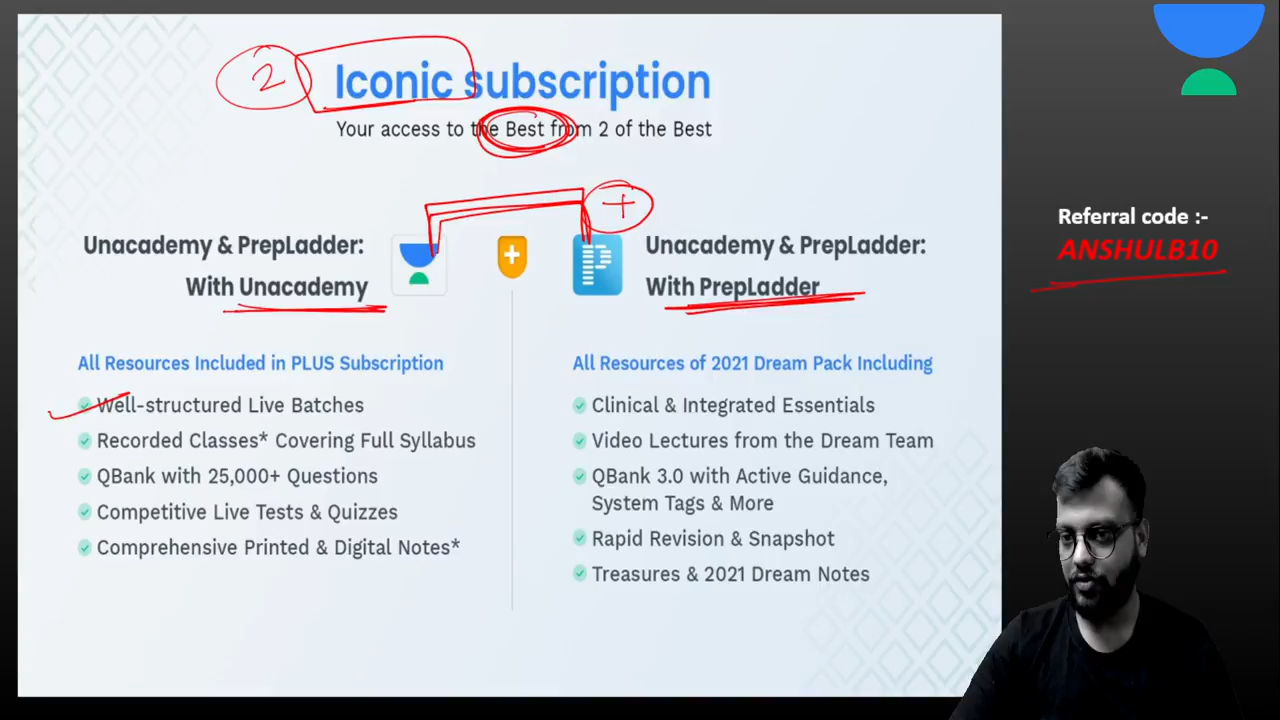 2
Iconic subscription
Your access to the Best from 2 of the Best
+
Unacademy & PrepLadder:
With Unacademy
P
Unacademy & PrepLadder:
With PrepLadder
All Resources Included in PLUS Subscription
Well-structured Live Batches
Recorded Classes* Covering Full Syllabus
QBank with 25,000+ Questions
Competitive Live Tests & Quizzes
Comprehensive Printed & Digital Notes*
All Resources of 2021 Dream Pack Including
Clinical & Integrated Essentials
Video Lectures from the Dream Team
QBank 3.0 with Active Guidance,
System Tags & More
Rapid Revision & Snapshot
Treasures & 2021 Dream Notes
Referral code :-
ANSHULB10